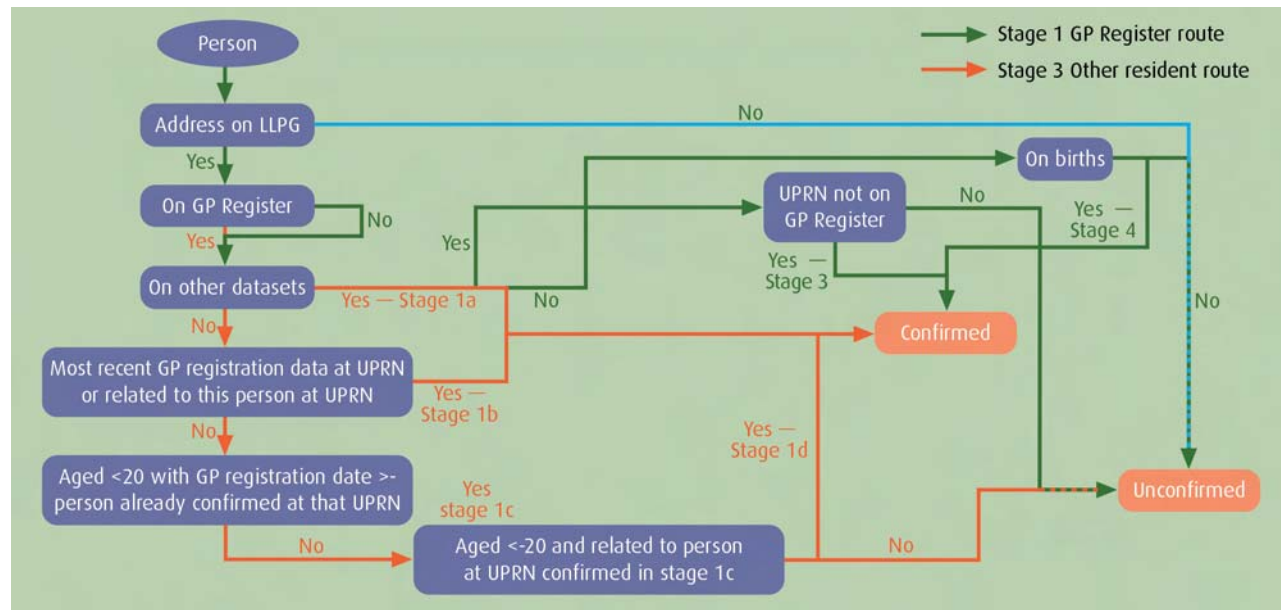 Person
Stage 1 GP Register route
Stage 3 Other resident route
Address on LLPG
No
Yes
On births
On GP Register
No
UPRN not on
GP Register
No
Yes —
Stage 4
Yes
Yes
On other datasets
Yes — Stage 1a
No
Yes —
Stage 3
No
No
Confirmed
Most recent GP registration data at UPRN
or related to this person at UPRN
Yes —
Stage 1b
No
Yes —
Stage 1d
Aged <20 with GP registration date >-
person already confirmed at that UPRN
Yes
stage 1c
Unconfirmed
No
Aged <-20 and related to person
at UPRN confirmed in stage 1c
No